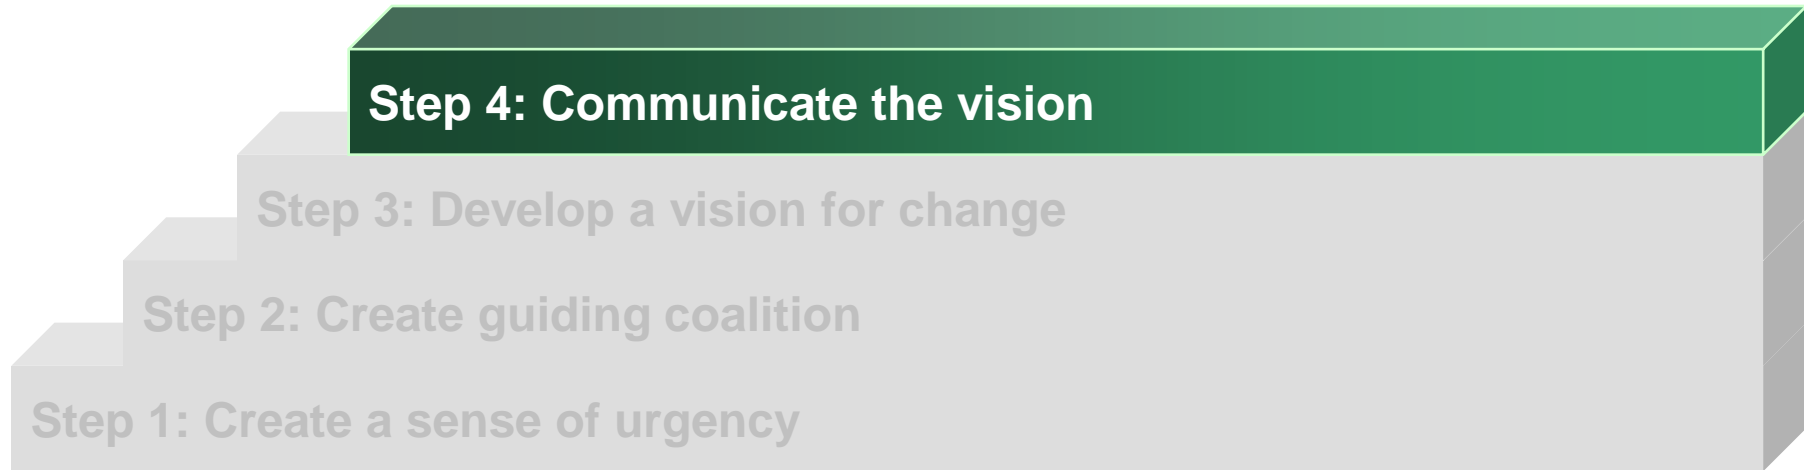 Step 4: Communicate the vision
Step 3: Develop a vision for change
Step 2: Create guiding coalition
Step 1: Create a sense of urgency